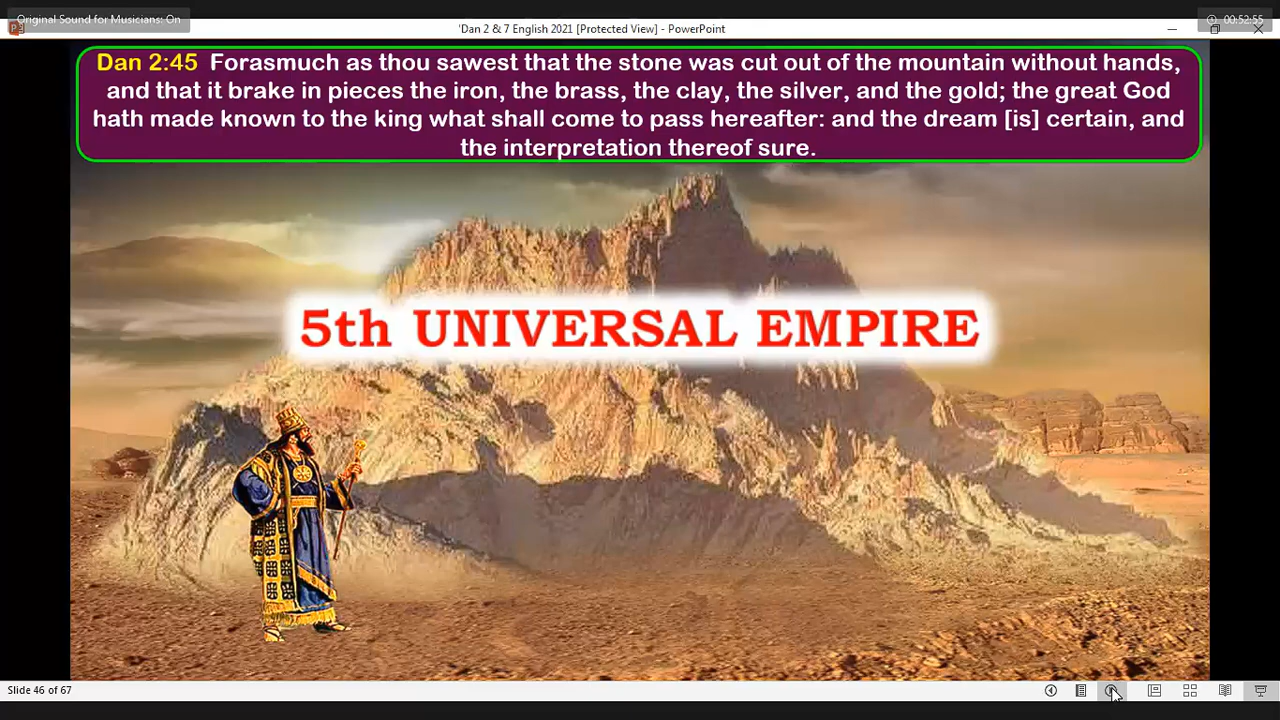 Original Sound for Musicians: On
00:52:55
'Dan 2 & 7 English 2021 [Protected View] - PowerPoint
Dan 2:45 Forasmuch as thou sawest that the stone was cut out of the mountain without hands,
and that it brake in pieces the iron, the brass, the clay, the silver, and the gold; the great God
hath made known to the king what shall come to pass hereafter: and the dream [is] certain, and
the interpretation thereof sure.
5th UNIVERSAL EMPIRE
Slide 46 of 67